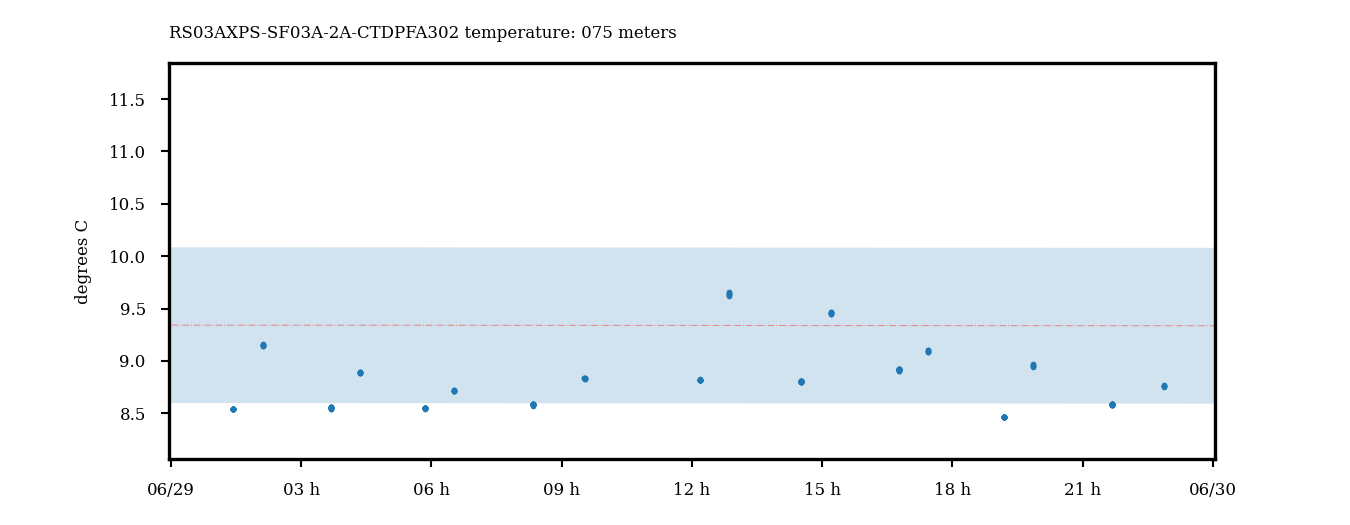 RS03AXPS-SF03A-2A-CTDPFA302 temperature: 075 meters
degrees C
11.5
11.0
10.5
10.0
9.5
9.0
8.5
06/29 03 h 06 h 09 h 12 h 15 h 18 h 21 h 06/30